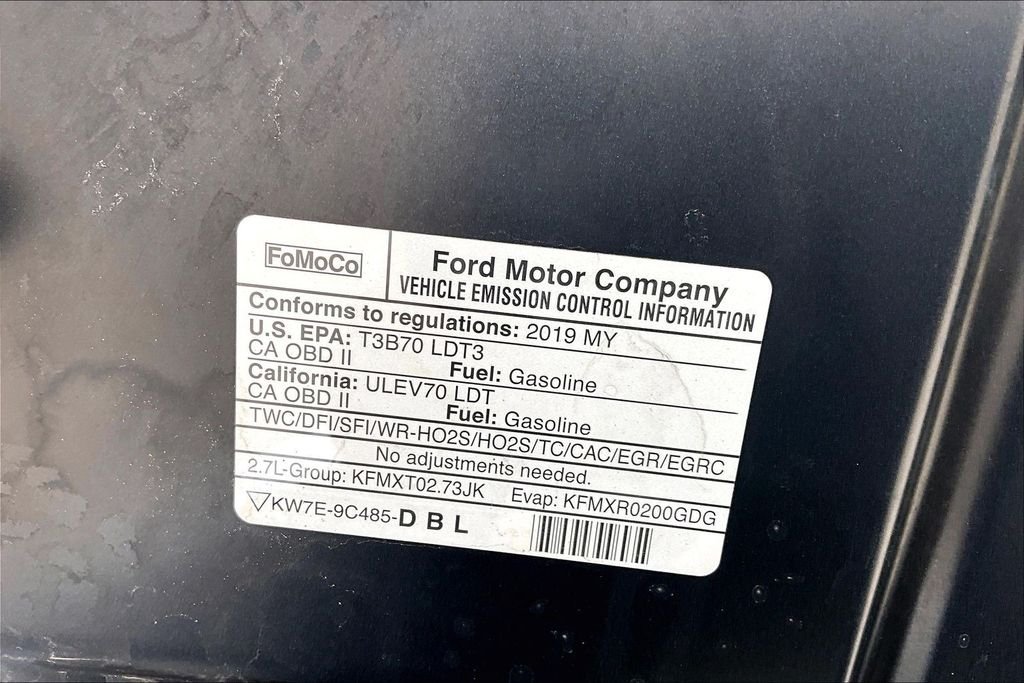 FoMoCo
Ford Motor Company
VEHICLE EMISSION CONTROL INFORMATION
Conforms to regulations: 2019 MY
U.S. EPA: T3B70 LDT3
CA OBD II Fuel: Gasoline
California: ULEV70 LDT
CA OBD II Fuel: Gasoline
TWC/DFI/SFI/WR-HO2S/HO2S/TC/CAC/EGR/EGRC
No adjustments needed.
2.7L-Group: KFMXT02.73JK Evap: KFMXR0200GDG
KW7E-9C485-D B L